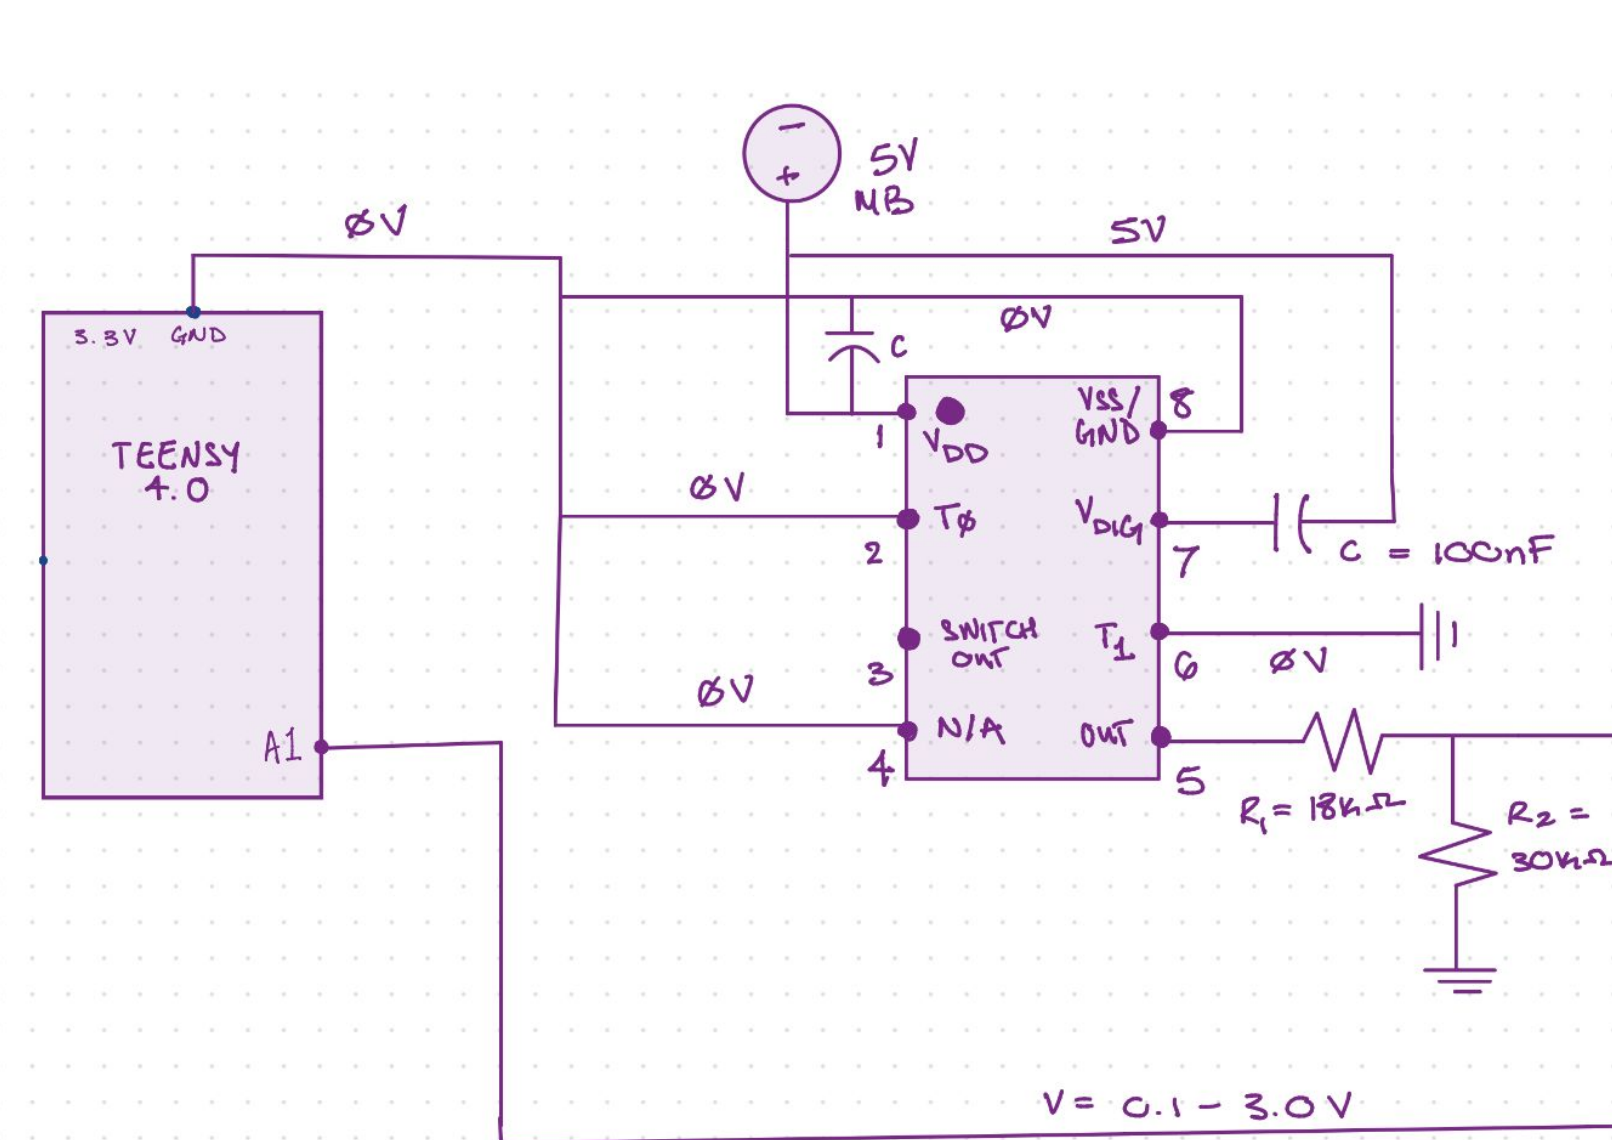 5V
MB
ØV
5V
3.3V GND
ØV
C
TEENSY
4.0
1
VDD
VSS/
GND
8
ØV
TØ
2
VDIG
7
C = 100nF
SWITCH
OUT
3
T1
6
ØV
ØV
N/A
4
OUT
5
A1
R1 = 18KΩ
R2 =
30KΩ
V = 0.1 - 3.0V